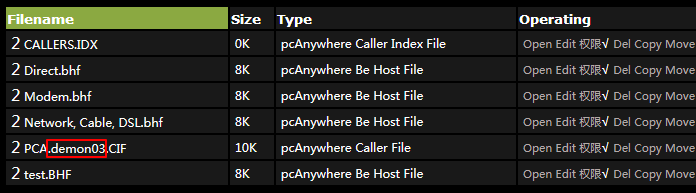 Filename Size Type Operating
2 CALLERS.IDX 0K pcAnywhere Caller Index File Open Edit 权限√ Del Copy Move
2 Direct.bhf 8K pcAnywhere Be Host File Open Edit 权限√ Del Copy Move
2 Modem.bhf 8K pcAnywhere Be Host File Open Edit 权限√ Del Copy Move
2 Network, Cable, DSL.bhf 8K pcAnywhere Be Host File Open Edit 权限√ Del Copy Move
2 PCA.demon03.CIF 10K pcAnywhere Caller File Open Edit 权限√ Del Copy Move
2 test.BHF 8K pcAnywhere Be Host File Open Edit 权限√ Del Copy Move